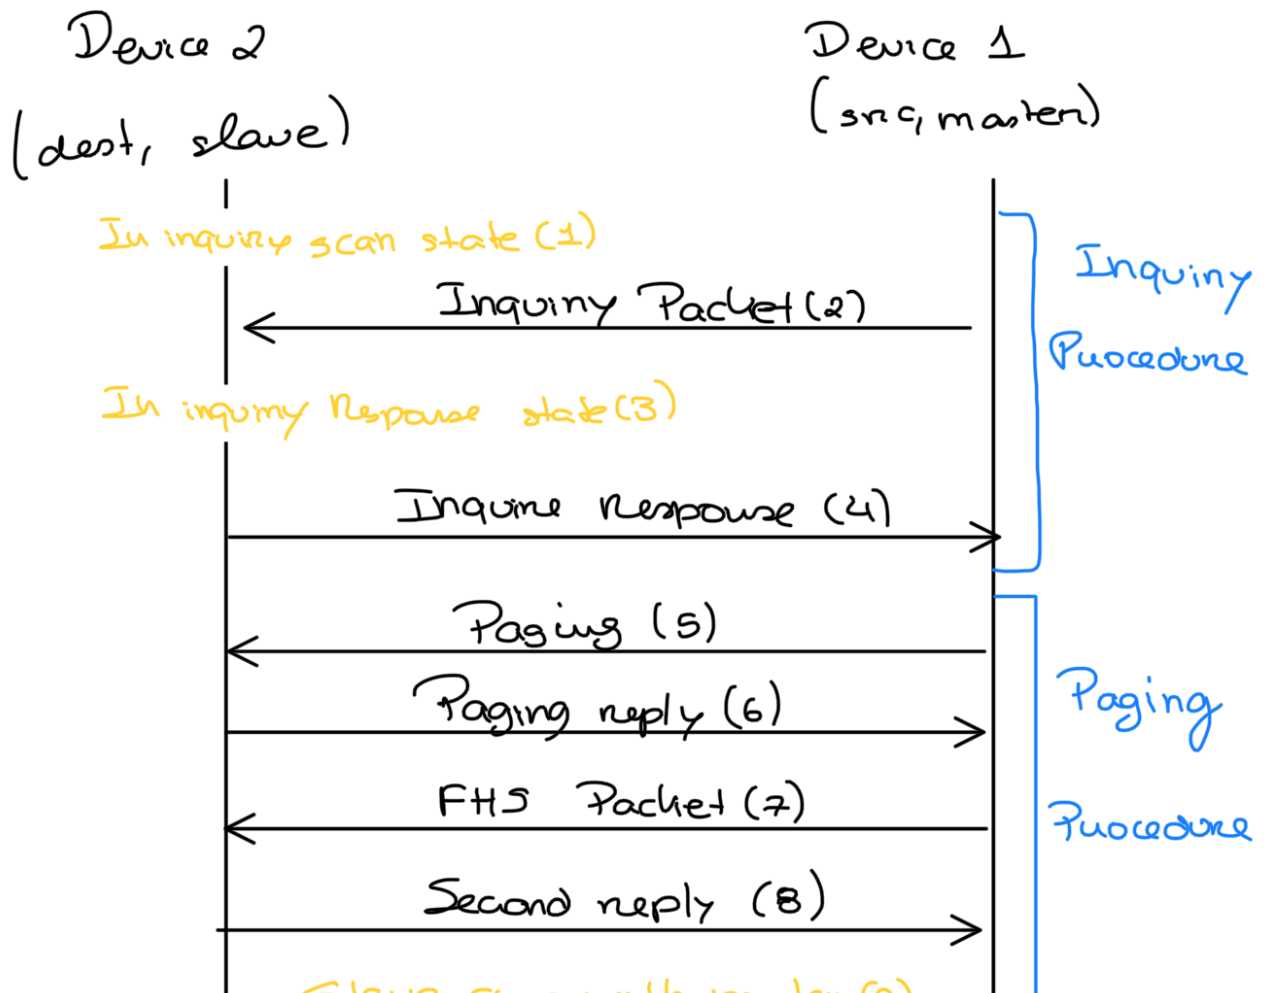 Device 2
Device 1
(dest, slave)
(src, master)
In inquiry scan state (1)
Inquiry
Inquiry Packet (2)
Procedure
In inquiry Response state (3)
Inquire Response (4)
Paging (5)
Paging
Paging reply (6)
FHS Packet (7)
Procedure
Second reply (8)